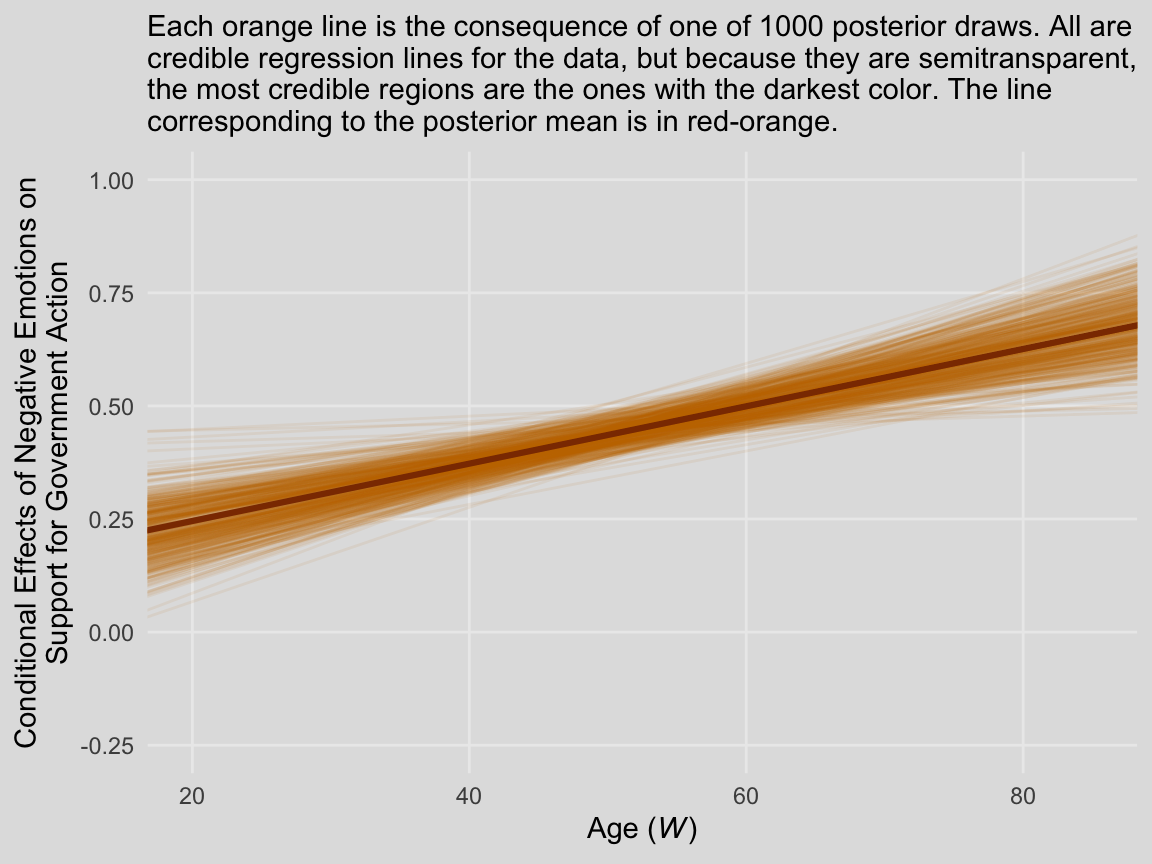 Each orange line is the consequence of one of 1000 posterior draws. All are
credible regression lines for the data, but because they are semitransparent,
the most credible regions are the ones with the darkest color. The line
corresponding to the posterior mean is in red-orange.
Conditional Effects of Negative Emotions on
Support for Government Action
1.00
0.75
0.50
0.25
0.00
-0.25
20
40
60
80
Age (W)